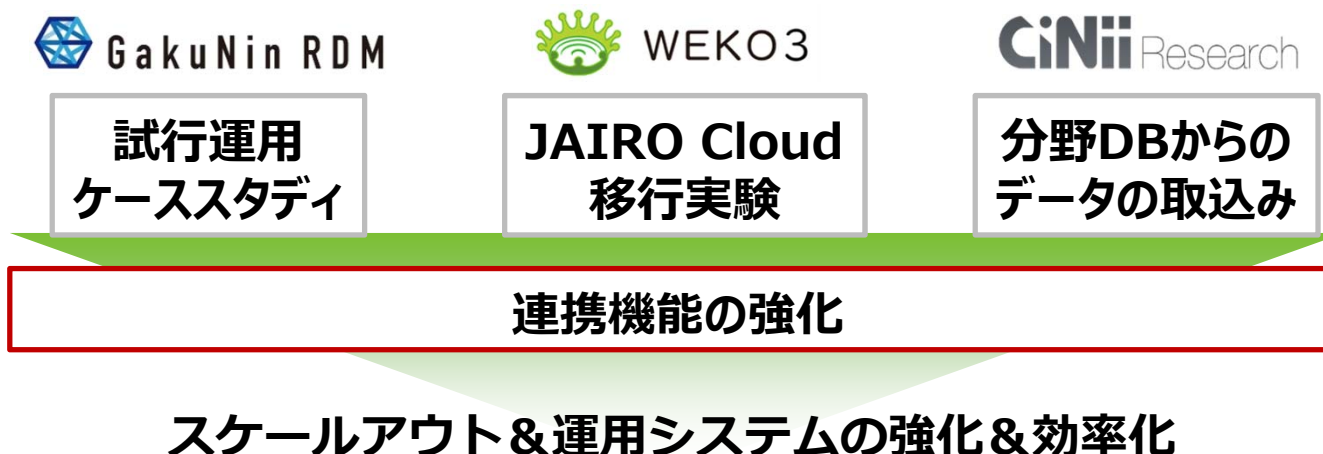 GakuNin RDM
WEKO3
CiNii Research
試行運用
ケーススタディ
JAIRO Cloud
移行実験
分野DBからの
データの取込み
連携機能の強化
スケールアウト&運用システムの強化&効率化